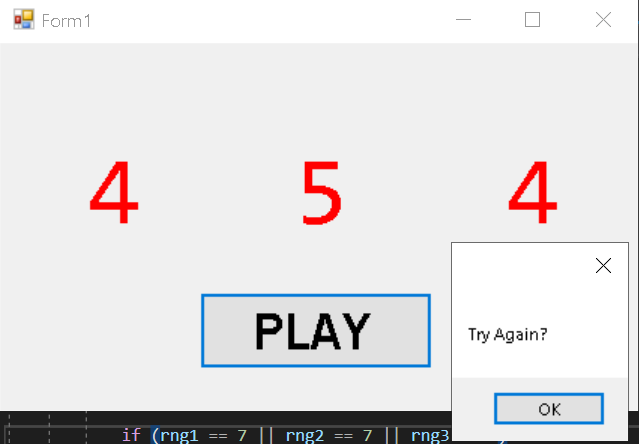 Form1
4 5 4
Try Again?
PLAY
OK
if (rng1 == 7 || rng2 == 7 || rng3